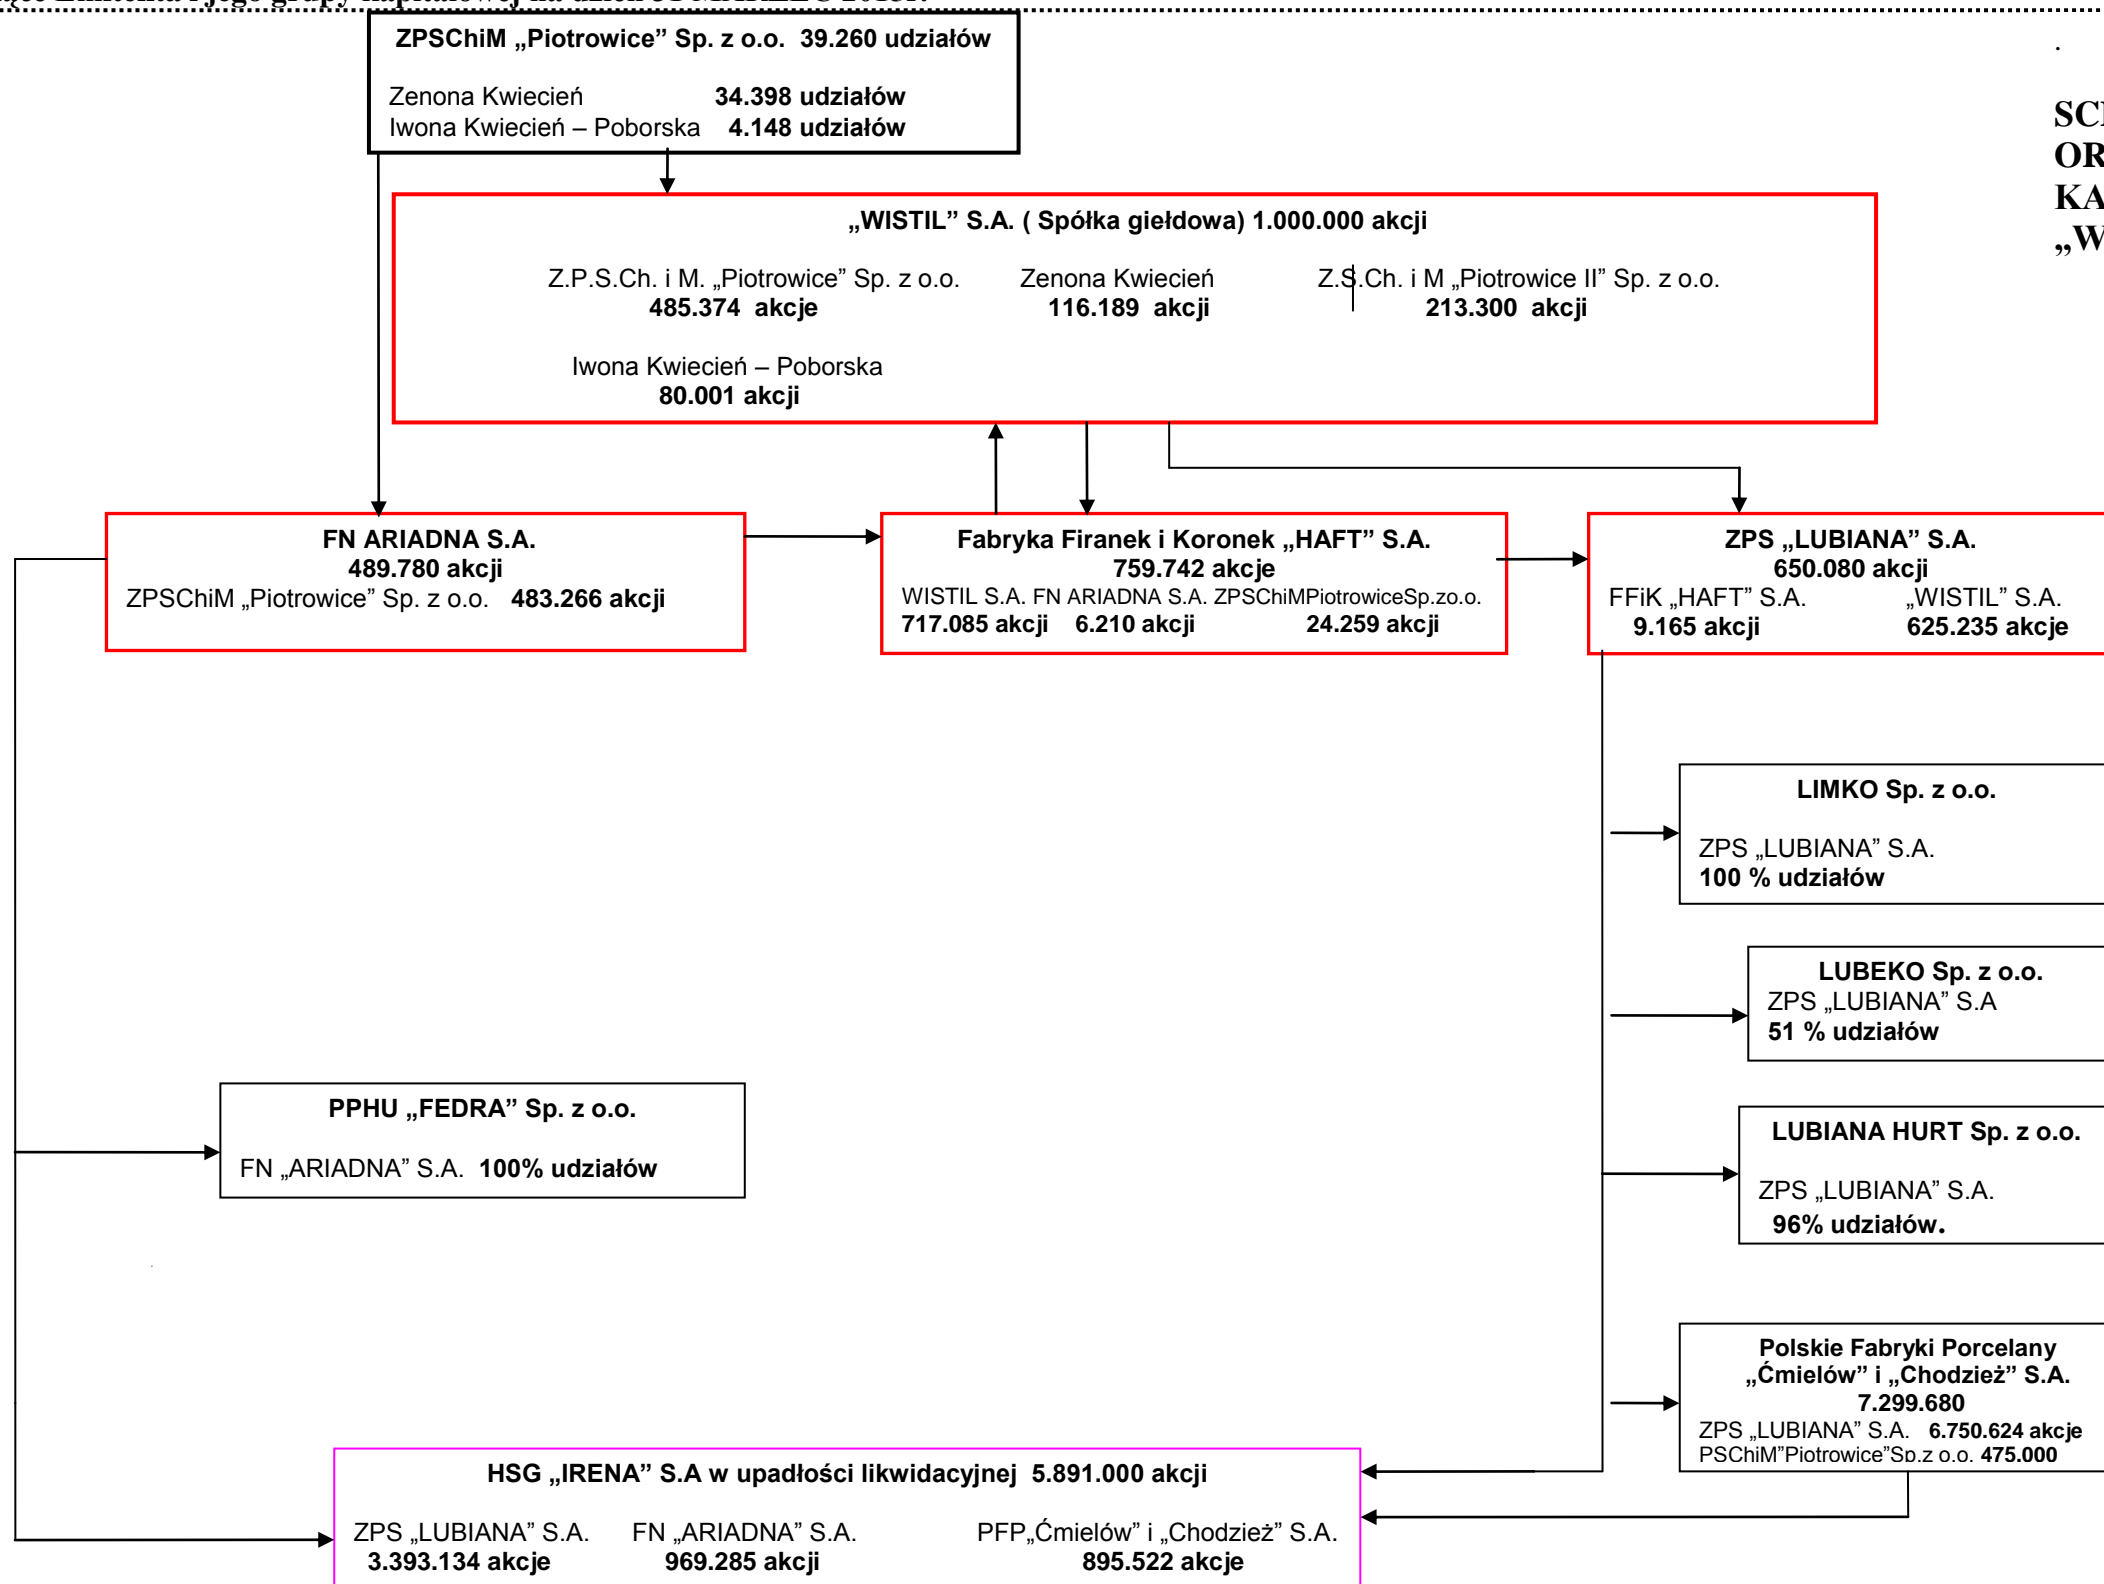 ZPSChiM „Piotrowice” Sp. z o.o. 39.260 udziałów
Zenona Kwiecień 34.398 udziałów
Iwona Kwiecień – Poborska 4.148 udziałów
„WISTIL” S.A. ( Spółka giełdowa) 1.000.000 akcji
Z.P.S.Ch. i M. „Piotrowice” Sp. z o.o. Zenona Kwiecień Z.S.Ch. i M „Piotrowice II” Sp. z o.o.
485.374 akcje 116.189 akcji 213.300 akcji
Iwona Kwiecień – Poborska
80.001 akcji
FN ARIADNA S.A.
489.780 akcji
ZPSChiM „Piotrowice” Sp. z o.o. 483.266 akcji
Fabryka Firanek i Koronek „HAFT” S.A.
759.742 akcje
WISTIL S.A. FN ARIADNA S.A. ZPSChiMPiotrowiceSp.zo.o.
717.085 akcji 6.210 akcji 24.259 akcji
ZPS „LUBIANA” S.A.
650.080 akcji
FFiK „HAFT” S.A. „WISTIL” S.A.
9.165 akcji 625.235 akcje
LIMKO Sp. z o.o.
ZPS „LUBIANA” S.A.
100 % udziałów
LUBEKO Sp. z o.o.
ZPS „LUBIANA” S.A
51 % udziałów
PPHU „FEDRA” Sp. z o.o.
FN „ARIADNA” S.A. 100% udziałów
LUBIANA HURT Sp. z o.o.
ZPS „LUBIANA” S.A.
96% udziałów.
Polskie Fabryki Porcelany
„Ćmielów” i „Chodzież” S.A.
7.299.680
ZPS „LUBIANA” S.A. 6.750.624 akcje
PSChiM”Piotrowice”Sp.z o.o. 475.000
HSG „IRENA” S.A w upadłości likwidacyjnej 5.891.000 akcji
ZPS „LUBIANA” S.A. FN „ARIADNA” S.A. PFP„Ćmielów” i „Chodzież” S.A.
3.393.134 akcje 969.285 akcji 895.522 akcje